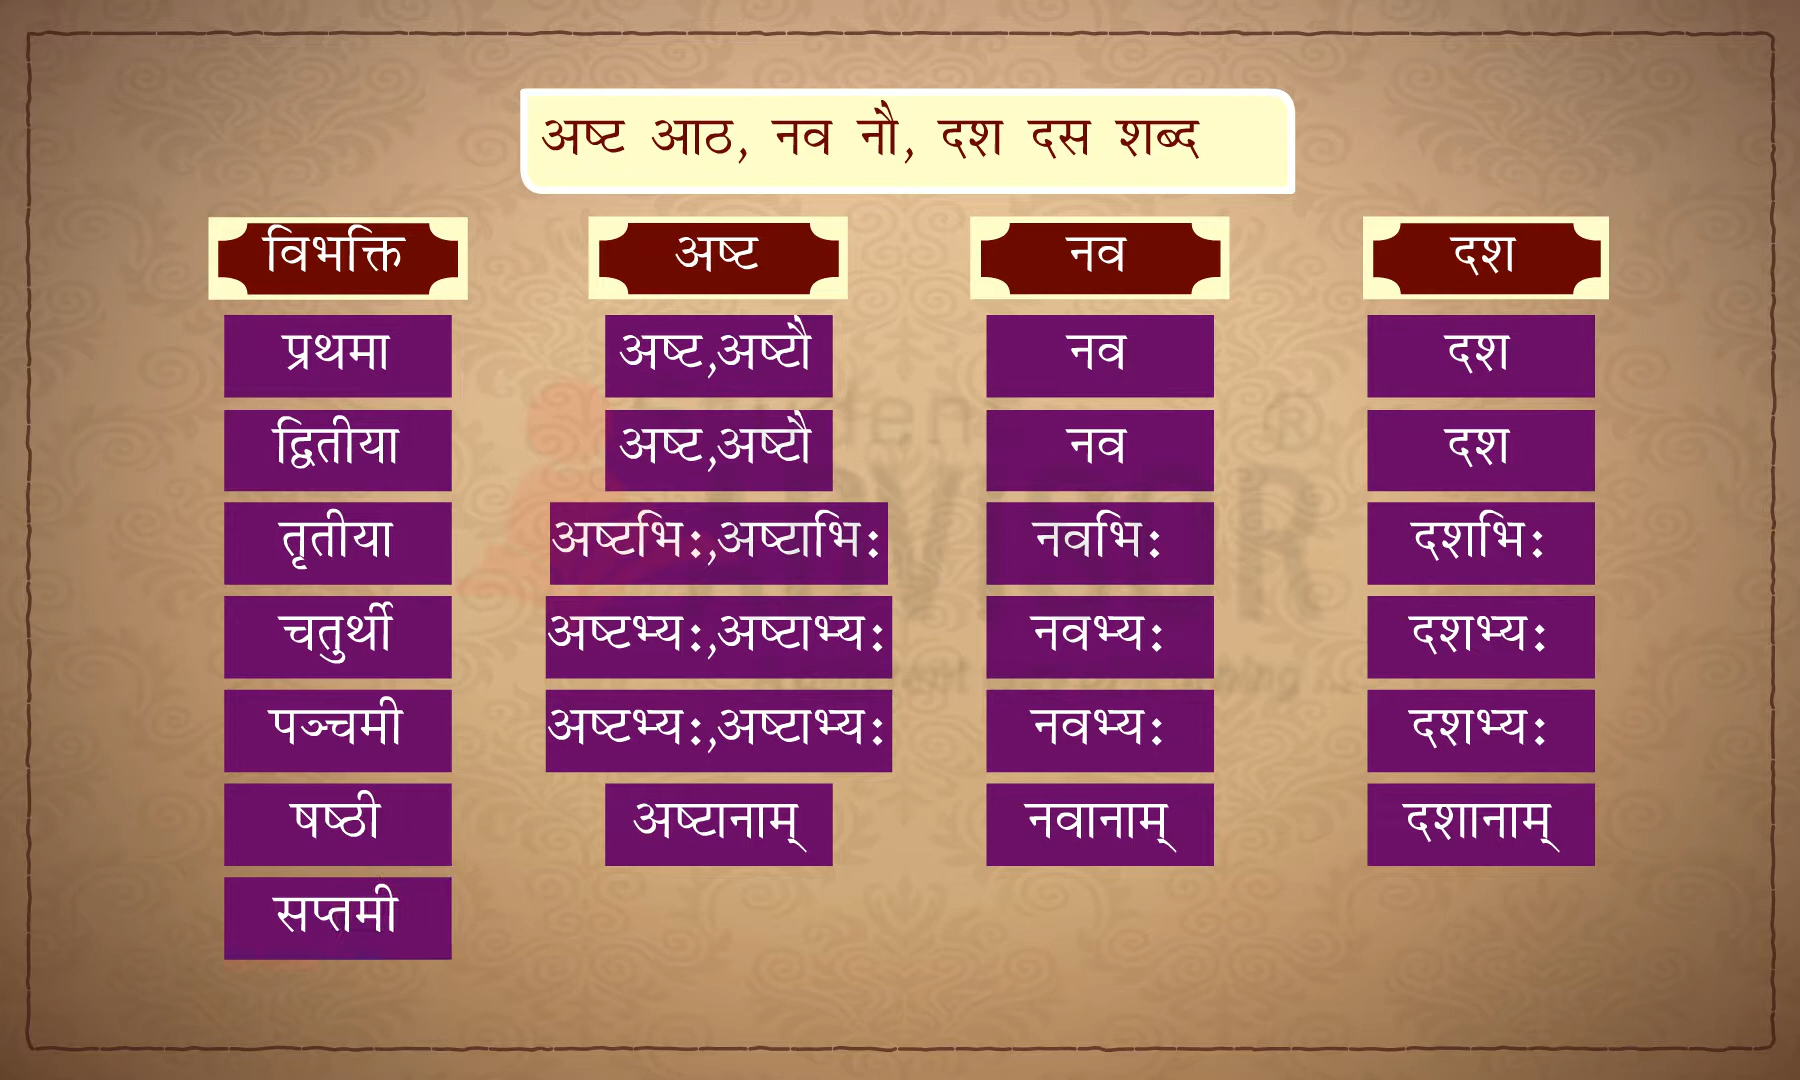 अष्ट आठ, नव नौ, दश दस शब्द
विभक्ति अष्ट नव दश
प्रथमा अष्ट,अष्टौ नव दश
द्वितीया अष्ट,अष्टौ नव दश
तृतीया अष्टभिः,अष्टाभिः नवभिः दशभिः
चतुर्थी अष्टभ्यः,अष्टाभ्यः नवभ्यः दशभ्यः
पञ्चमी अष्टभ्यः,अष्टाभ्यः नवभ्यः दशभ्यः
षष्ठी अष्टानाम् नवानाम् दशानाम्
सप्तमी